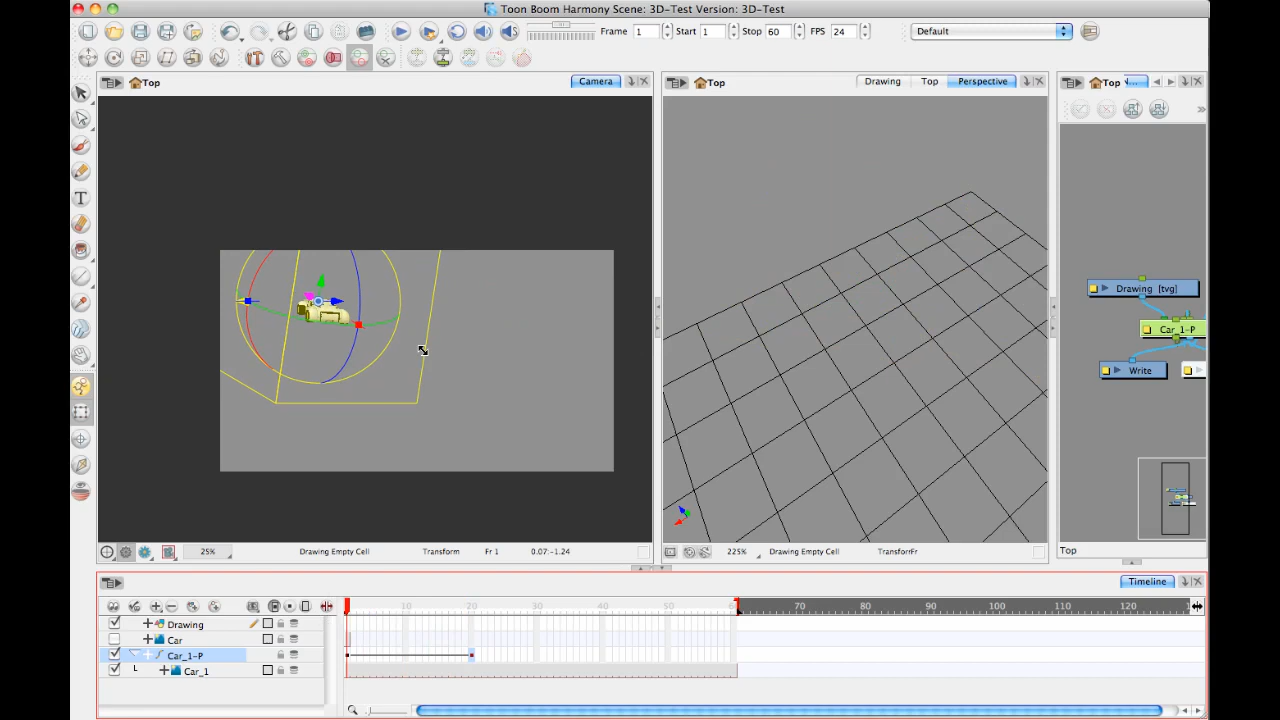 Toon Boom Harmony Scene: 3D-Test Version: 3D-Test
Frame 1 Start 1 Stop 60 FPS 24 Default
Top Camera
Top Drawing Top Perspective
Top
Drawing [tvg]
Car_1-P
Write
Top
25% Drawing Empty Cell Transform Fr 1 0.07:-1.24
225% Drawing Empty Cell TransformFr
Timeline
10 20 30 40 50 60 70 80 90 100 110 120
Drawing
Car
Car_1-P
Car_1